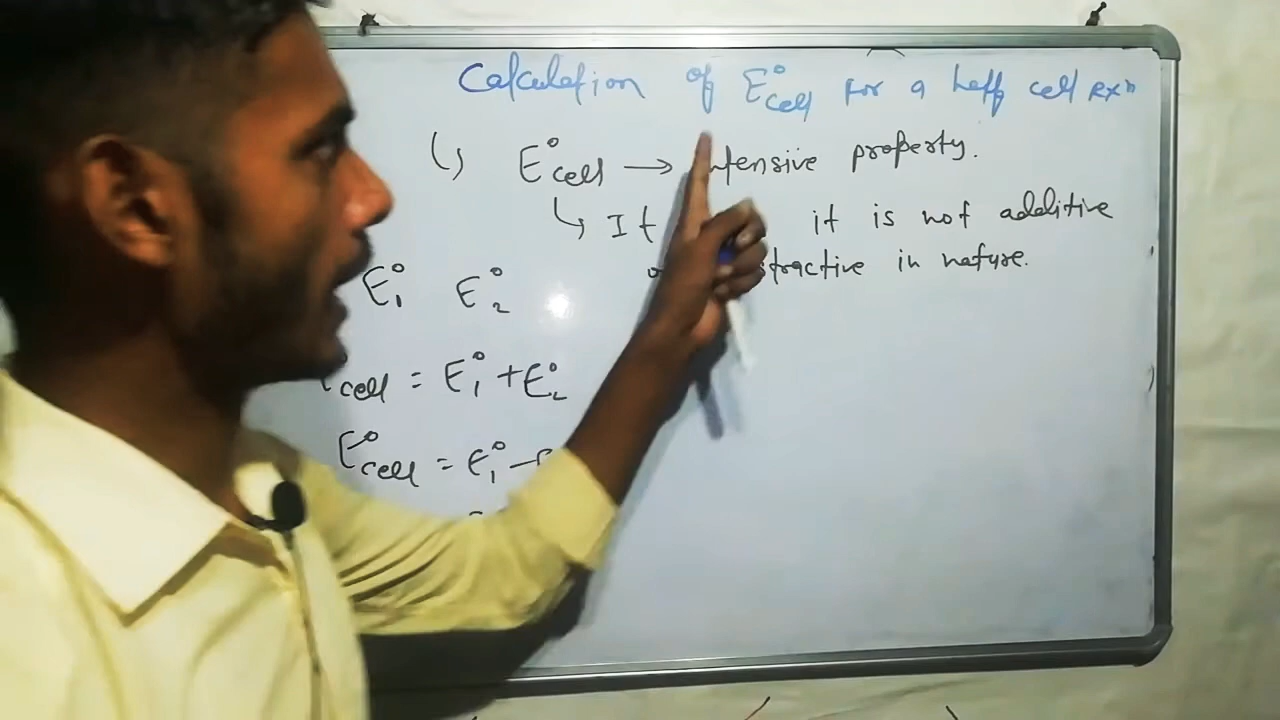 Calculation of E°cell For a half cell Rxn
E°cell → intensive property.
↳ It it is not additive
stractive in nature.
E°1 E°2
cell = E°1 + E°2
E°cell = E°1 –